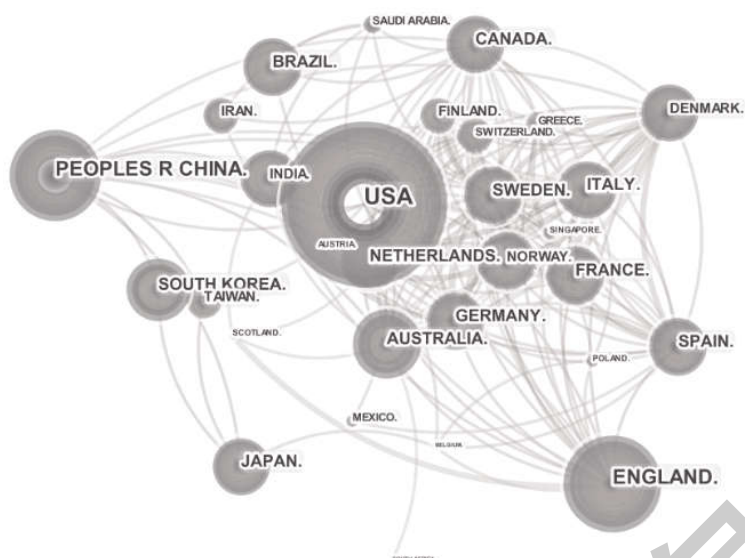 SAUDI ARABIA.
CANADA.
BRAZIL.
IRAN.
FINLAND.
GREECE.
DENMARK.
SWITZERLAND.
PEOPLES R CHINA.
INDIA.
USA
SWEDEN.
ITALY.
SINGAPORE.
AUSTRIA.
NETHERLANDS.
NORWAY.
FRANCE.
SOUTH KOREA.
TAIWAN.
GERMANY.
SCOTLAND.
AUSTRALIA.
SPAIN.
POLAND.
MEXICO.
BELGIUM.
JAPAN.
ENGLAND.